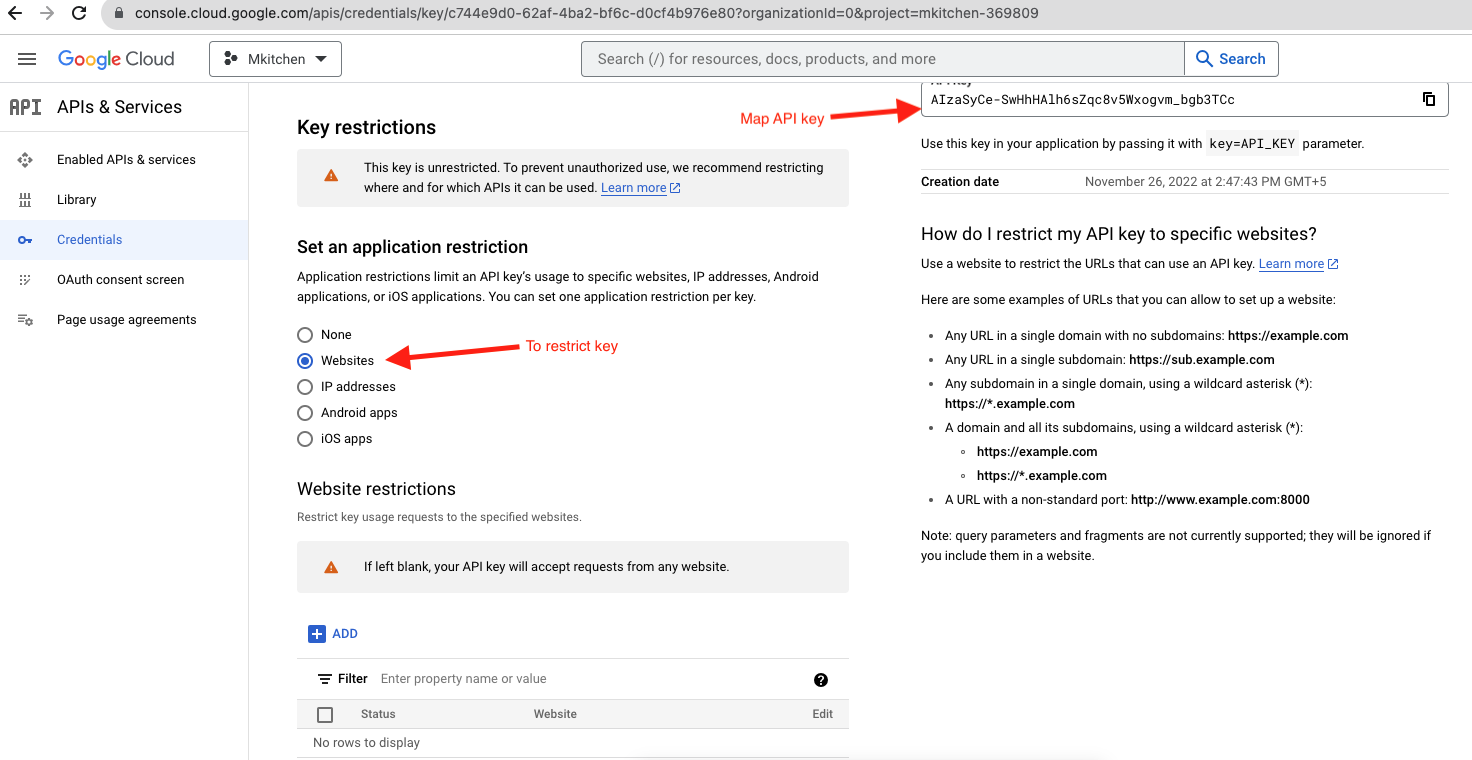 console.cloud.google.com/apis/credentials/key/c744e9d0-62af-4ba2-bf6c-d0cf4b976e80?organizationId=0&project=mkitchen-369809
Google Cloud
Mkitchen
Search (/) for resources, docs, products, and more
Search
API
APIs & Services
Enabled APIs & services
Library
Credentials
OAuth consent screen
Page usage agreements
Key restrictions
This key is unrestricted. To prevent unauthorized use, we recommend restricting
where and for which APIs it can be used. Learn more
Set an application restriction
Application restrictions limit an API key's usage to specific websites, IP addresses, Android
applications, or iOS applications. You can set one application restriction per key.
None
Websites
To restrict key
IP addresses
Android apps
iOS apps
Website restrictions
Restrict key usage requests to the specified websites.
If left blank, your API key will accept requests from any website.
ADD
Filter Enter property name or value
Status Website Edit
No rows to display
Map API key
AIzaSyCe-SwHhHAlh6sZqc8v5Wxogvm_bgb3TCc
Use this key in your application by passing it with key=API_KEY parameter.
Creation date November 26, 2022 at 2:47:43 PM GMT+5
How do I restrict my API key to specific websites?
Use a website to restrict the URLs that can use an API key. Learn more
Here are some examples of URLs that you can allow to set up a website:
Any URL in a single domain with no subdomains: https://example.com
Any URL in a single subdomain: https://sub.example.com
Any subdomain in a single domain, using a wildcard asterisk (*):
https://*.example.com
A domain and all its subdomains, using a wildcard asterisk (*):
https://example.com
https://*.example.com
A URL with a non-standard port: http://www.example.com:8000
Note: query parameters and fragments are not currently supported; they will be ignored if
you include them in a website.